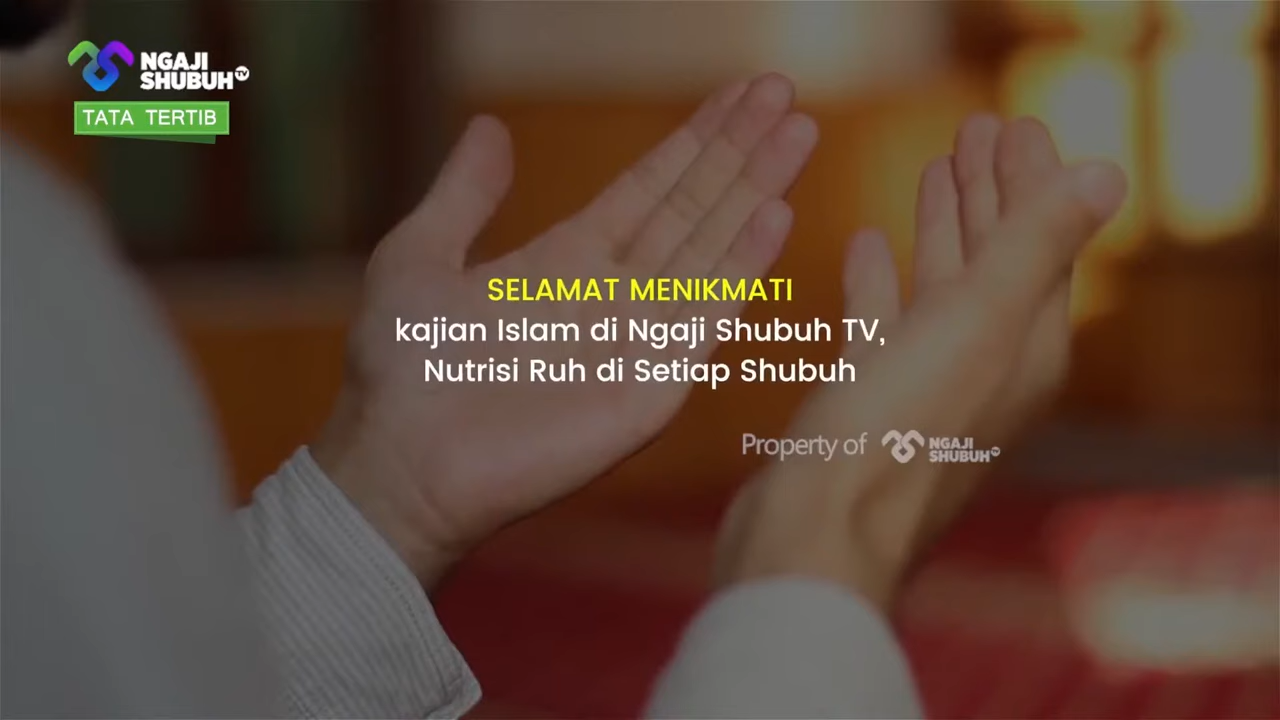 NGAJI
SHUBUH TV
TATA TERTIB
SELAMAT MENIKMATI
kajian Islam di Ngaji Shubuh TV,
Nutrisi Ruh di Setiap Shubuh
Property of NGAJI
SHUBUH TV